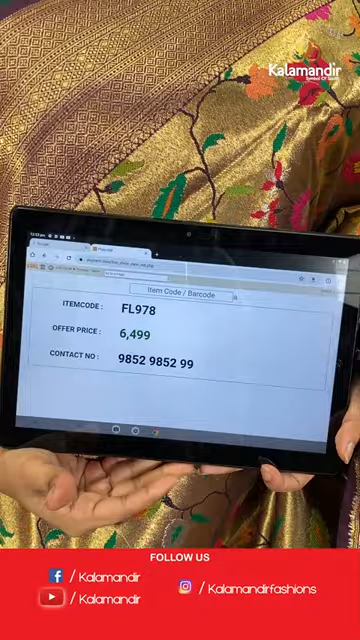 Kalamandir
Item Code / Barcode
ITEMCODE : FL978
OFFER PRICE : 6,499
CONTACT NO : 9852 9852 99
FOLLOW US
/ Kalamandir
/ Kalamandirfashions
/ Kalamandir